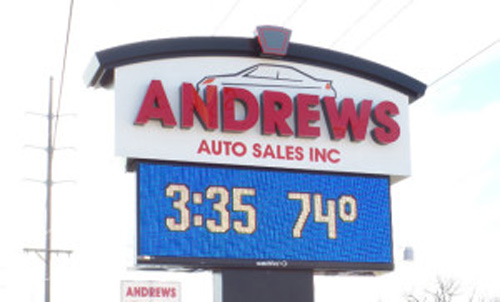 ANDREWS
AUTO SALES INC
3:35 74°
ANDREWS